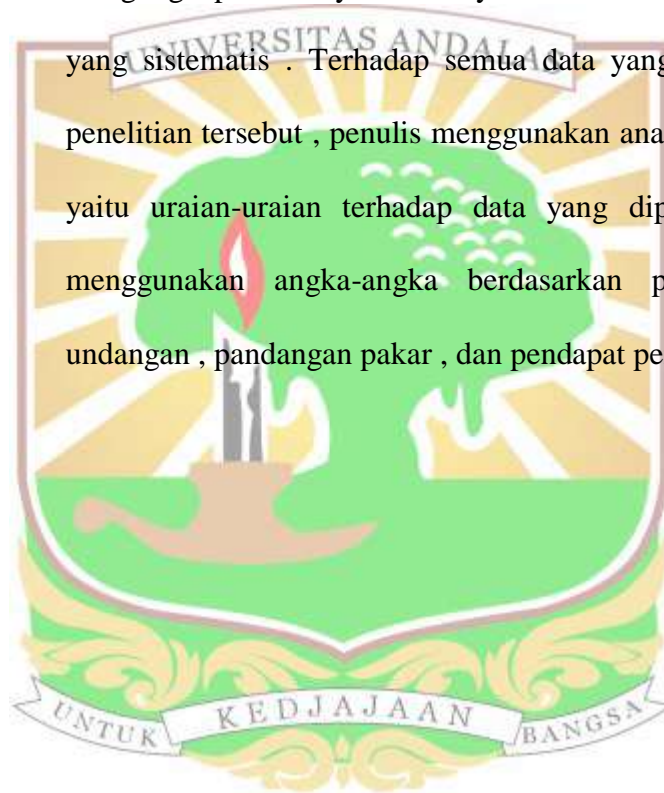 UNIVERSITAS ANDALAS
yang sistematis . Terhadap semua data yang
penelitian tersebut , penulis menggunakan ana
yaitu uraian-uraian terhadap data yang dip
menggunakan angka-angka berdasarkan p
undangan , pandangan pakar , dan pendapat pe
UNTUK KEDJAJAAN BANGSA